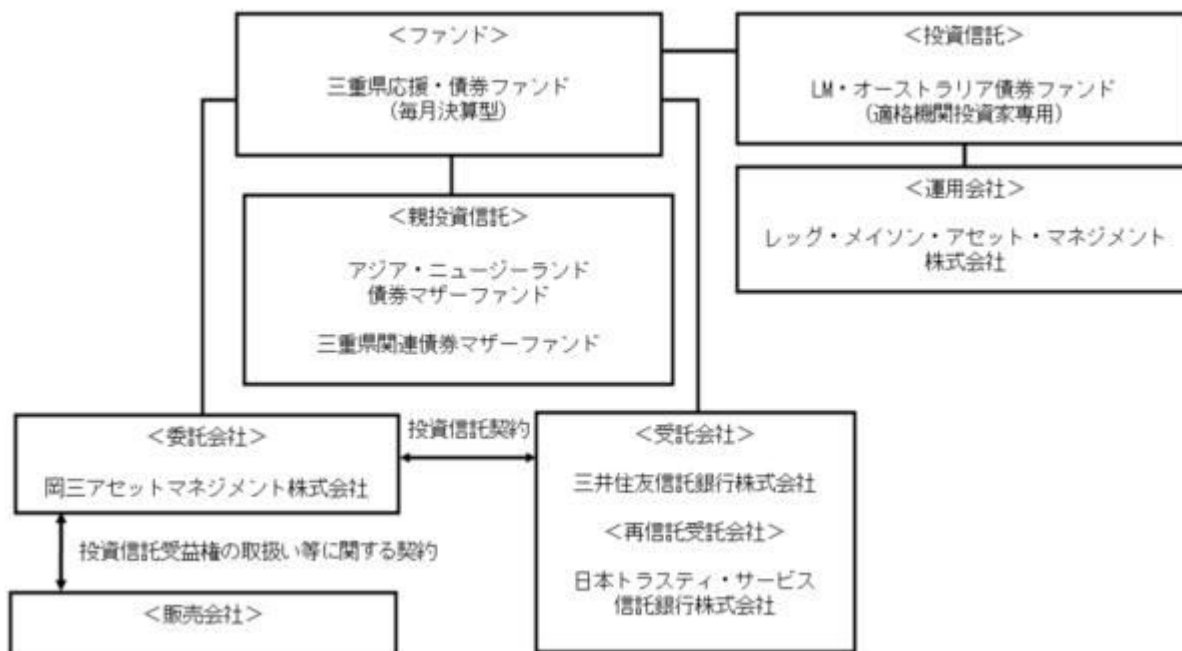 ＜ファンド＞
三重県応援・債券ファンド
（毎月決算型）
＜投資信託＞
LM・オーストラリア債券ファンド
（適格機関投資家専用）
＜運用会社＞
レッグ・メイソン・アセット・マネジメント
株式会社
＜親投資信託＞
アジア・ニュージーランド
債券マザーファンド
三重県関連債券マザーファンド
＜委託会社＞
岡三アセットマネジメント株式会社
投資信託契約
＜受託会社＞
三井住友信託銀行株式会社
＜再信託受託会社＞
日本トラスティ・サービス
信託銀行株式会社
投資信託受益権の取扱い等に関する契約
＜販売会社＞